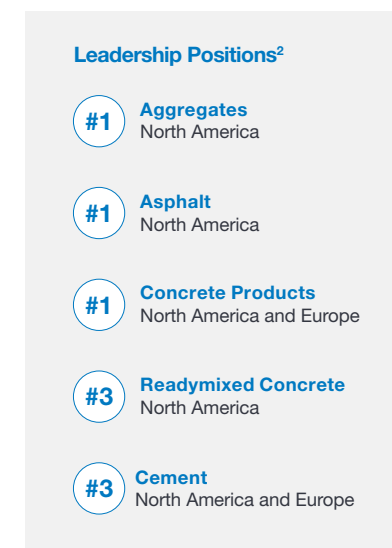 Leadership Positions²
#1
Aggregates
North America
#1
Asphalt
North America
#1
Concrete Products
North America and Europe
#3
Readymixed Concrete
North America
#3
Cement
North America and Europe